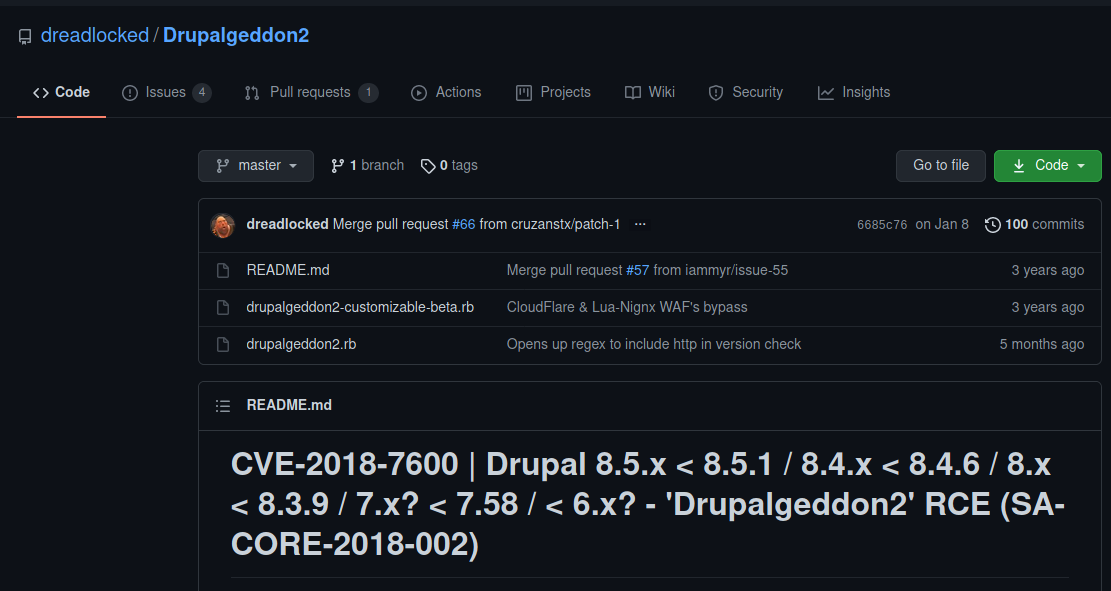 dreadlocked / Drupalgeddon2
Code Issues 4 Pull requests 1 Actions Projects Wiki Security Insights
master 1 branch 0 tags Go to file Code
dreadlocked Merge pull request #66 from cruzanstx/patch-1 ... 6685c76 on Jan 8 100 commits
README.md Merge pull request #57 from iammyr/issue-55 3 years ago
drupalgeddon2-customizable-beta.rb CloudFlare & Lua-Nignx WAF's bypass 3 years ago
drupalgeddon2.rb Opens up regex to include http in version check 5 months ago
README.md
CVE-2018-7600 | Drupal 8.5.x < 8.5.1 / 8.4.x < 8.4.6 / 8.x
< 8.3.9 / 7.x? < 7.58 / < 6.x? - 'Drupalgeddon2' RCE (SA-
CORE-2018-002)